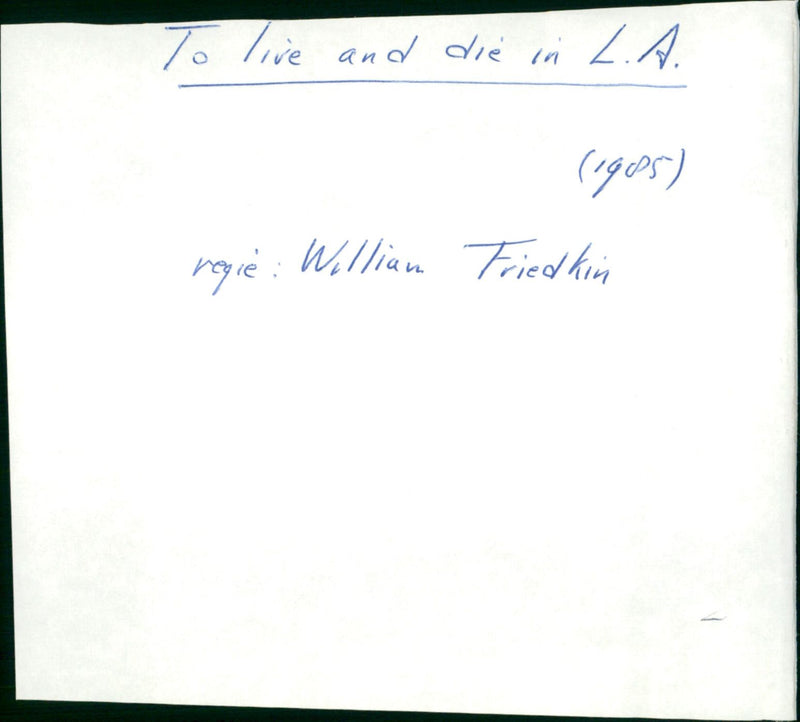 To live and die in L.A.
(1985)
regie: William Friedkin